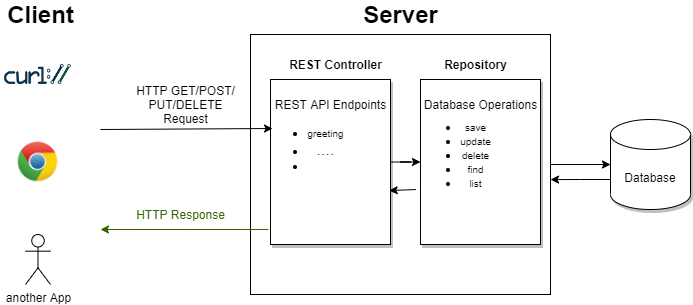 Client
Server
curl://
HTTP GET/POST/
PUT/DELETE
Request
HTTP Response
another App
REST Controller
REST API Endpoints
greeting
....
Repository
Database Operations
save
update
delete
find
list
Database